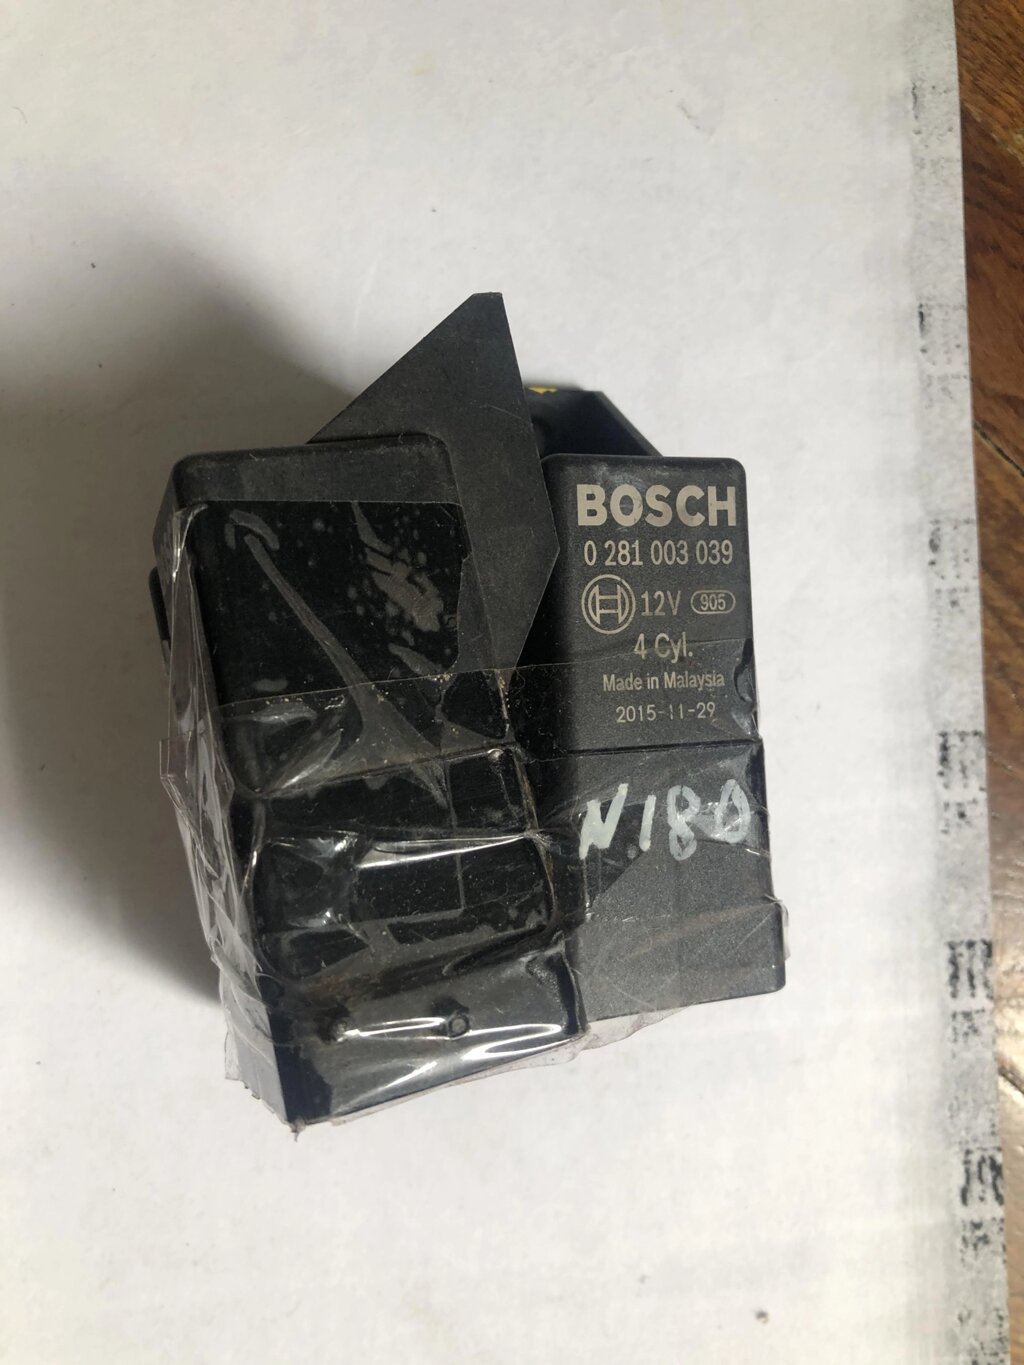 BOSCH
0 281 003 039
12V 905
4 Cyl.
Made in Malaysia
2015-11-29
N180